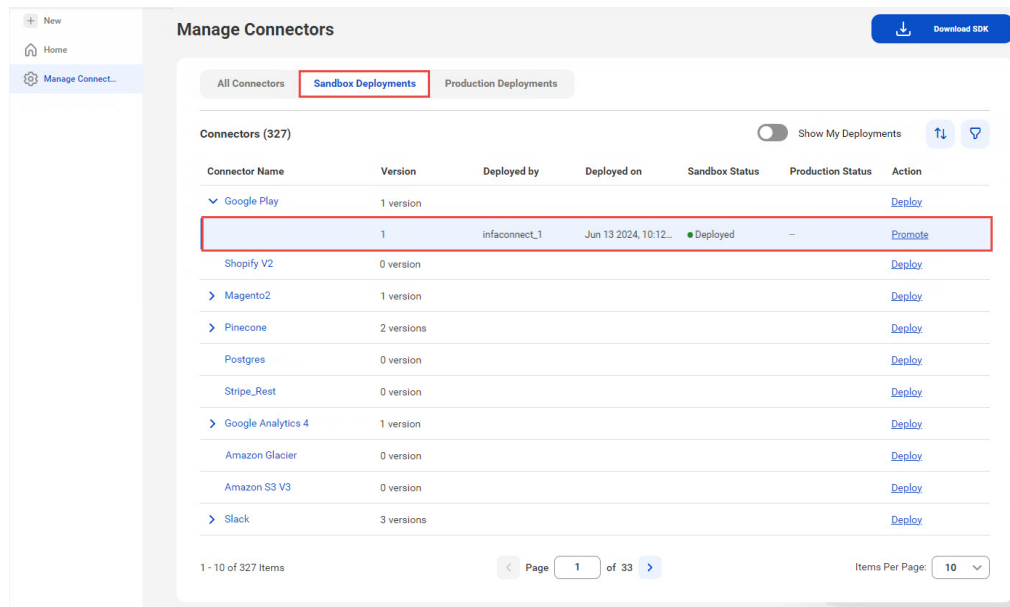 New
Home
Manage Connect...
Manage Connectors
Download SDK
All Connectors Sandbox Deployments Production Deployments
Connectors (327) Show My Deployments
Connector Name Version Deployed by Deployed on Sandbox Status Production Status Action
Google Play 1 version Deploy
1 infaconnect_1 Jun 13 2024, 10:12... Deployed – Promote
Shopify V2 0 version Deploy
Magento2 1 version Deploy
Pinecone 2 versions Deploy
Postgres 0 version Deploy
Stripe_Rest 0 version Deploy
Google Analytics 4 1 version Deploy
Amazon Glacier 0 version Deploy
Amazon S3 V3 0 version Deploy
Slack 3 versions Deploy
1 - 10 of 327 Items Page 1 of 33 Items Per Page: 10